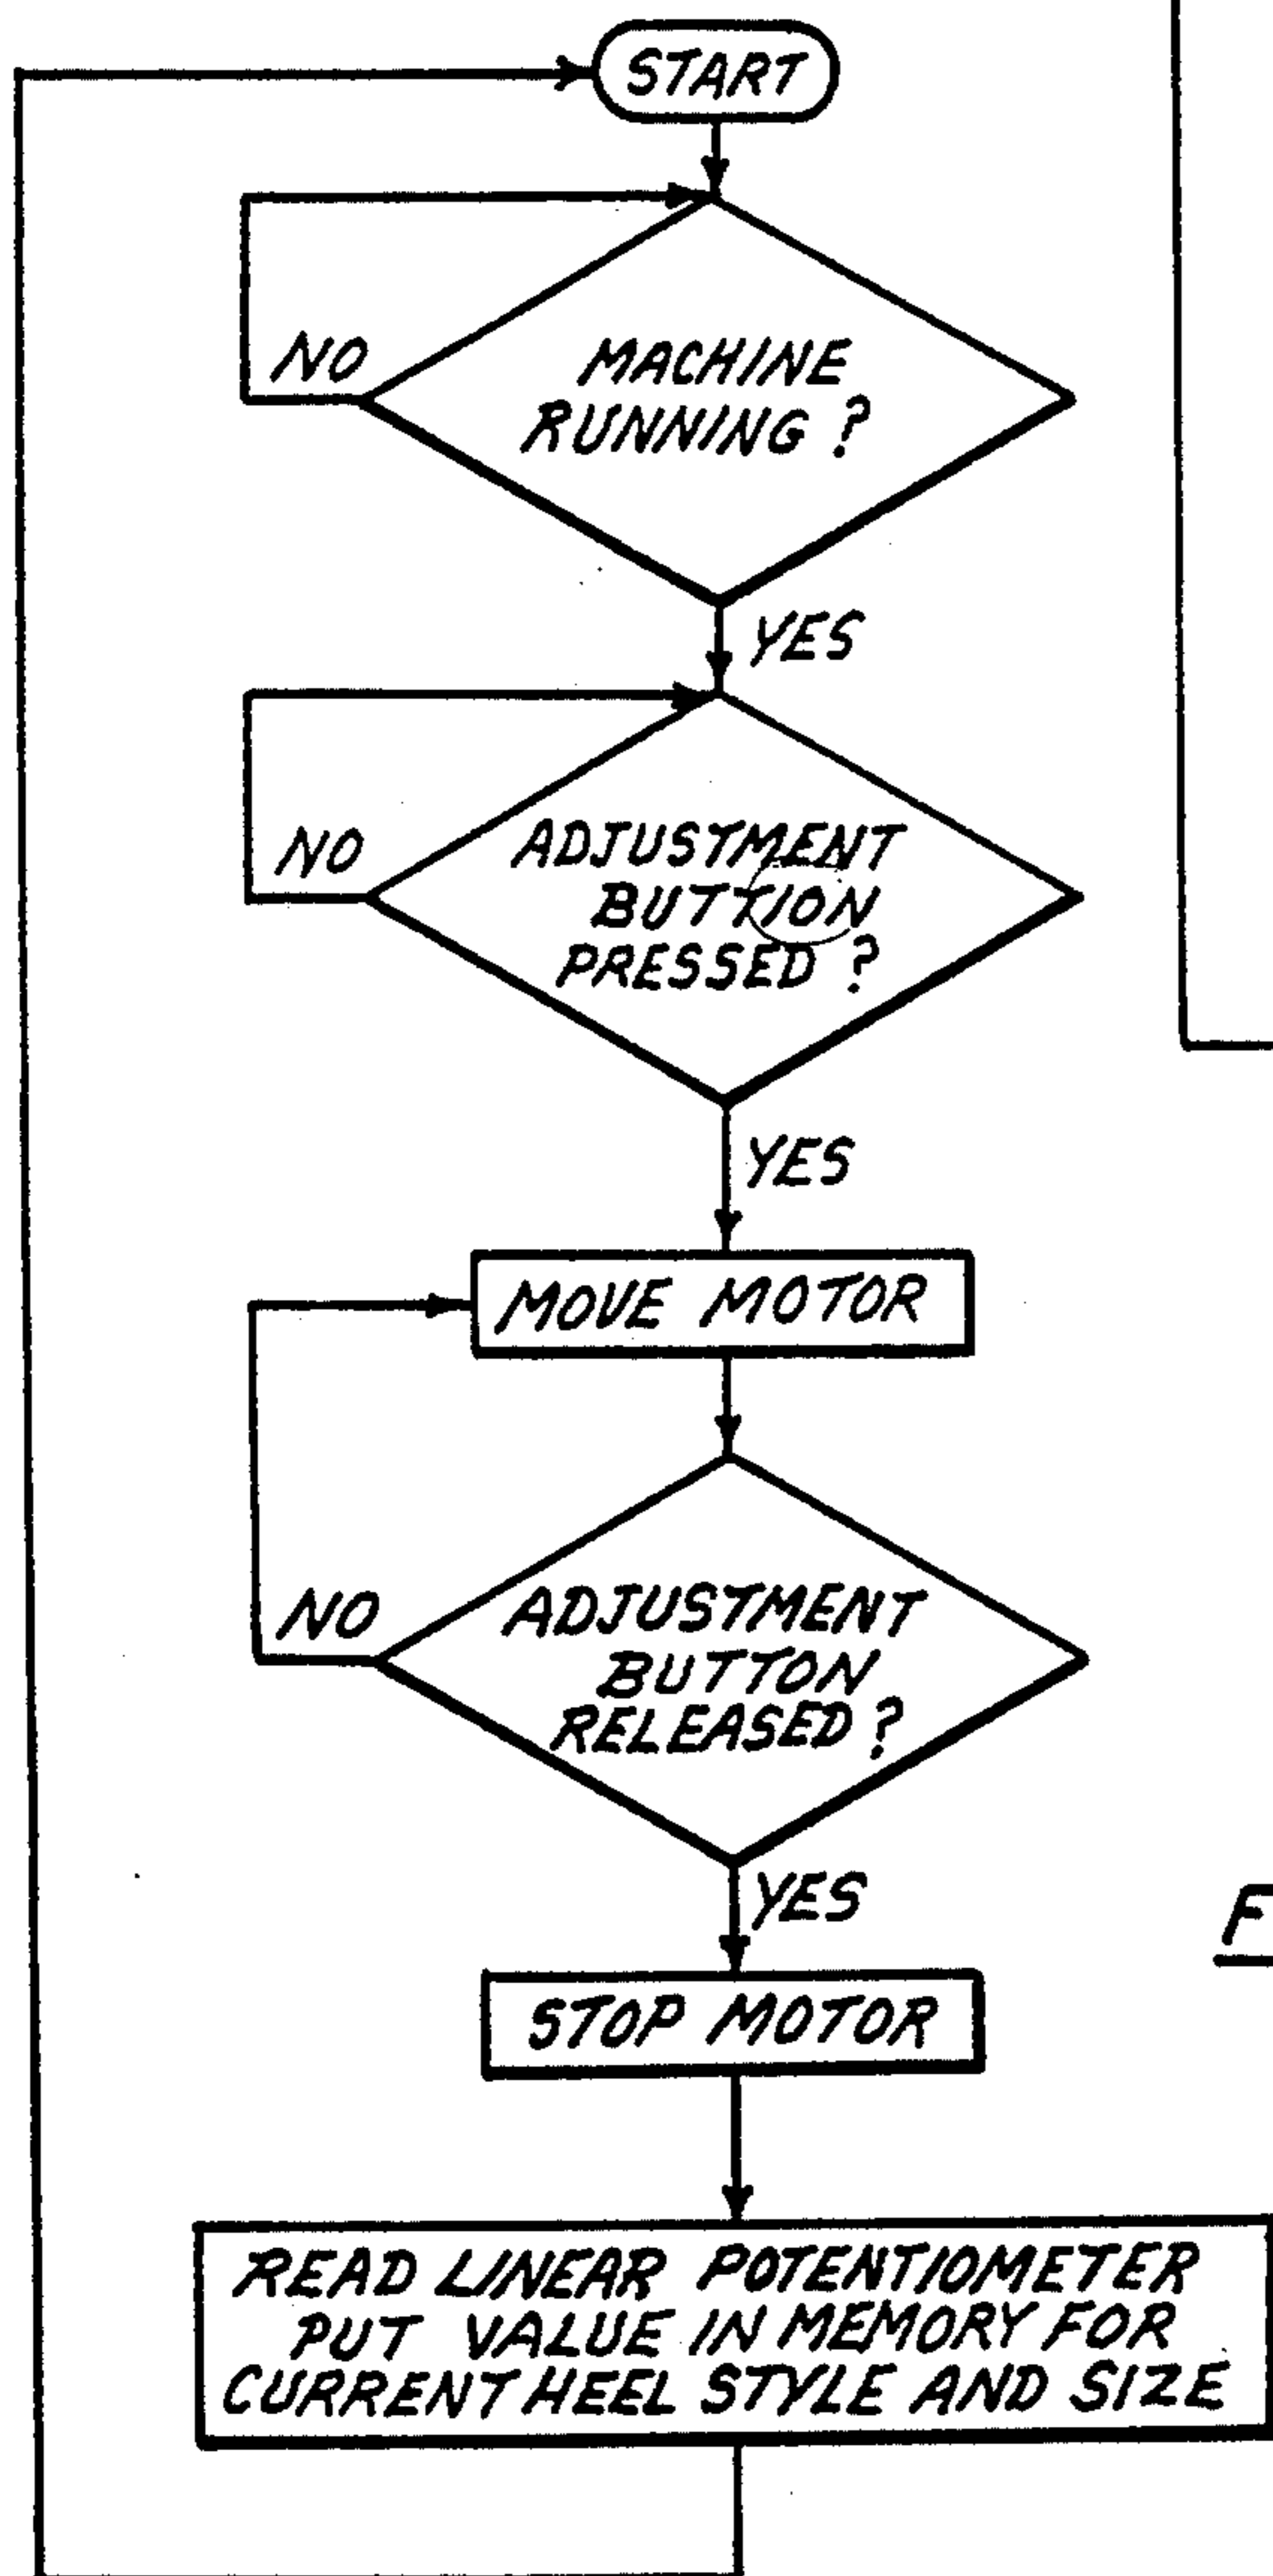 START
MACHINE
RUNNING ?
NO
YES
ADJUSTMENT
BUTTION
PRESSED ?
NO
YES
MOVE MOTOR
ADJUSTMENT
BUTTON
RELEASED ?
NO
YES
F
STOP MOTOR
READ LINEAR POTENTIOMETER
PUT VALUE IN MEMORY FOR
CURRENT HEEL STYLE AND SIZE